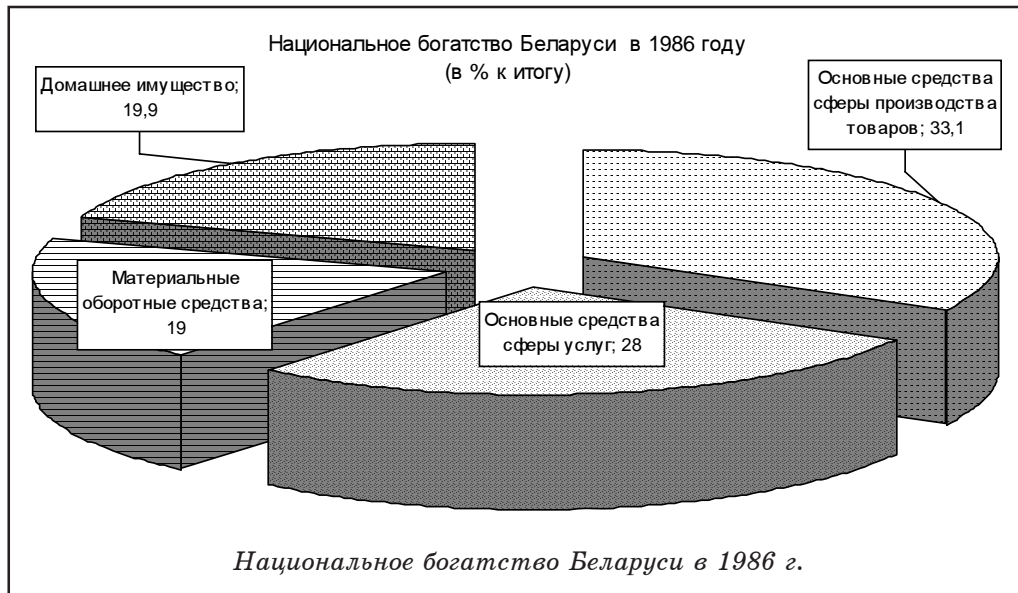 Национальное богатство Беларуси в 1986 году
(в % к итогу)
Домашнее имущество;
19,9
Основные средства
сферы производства
товаров; 33,1
Материальные
оборотные средства;
19
Основные средства
сферы услуг; 28
Национальное богатство Беларуси в 1986 г.